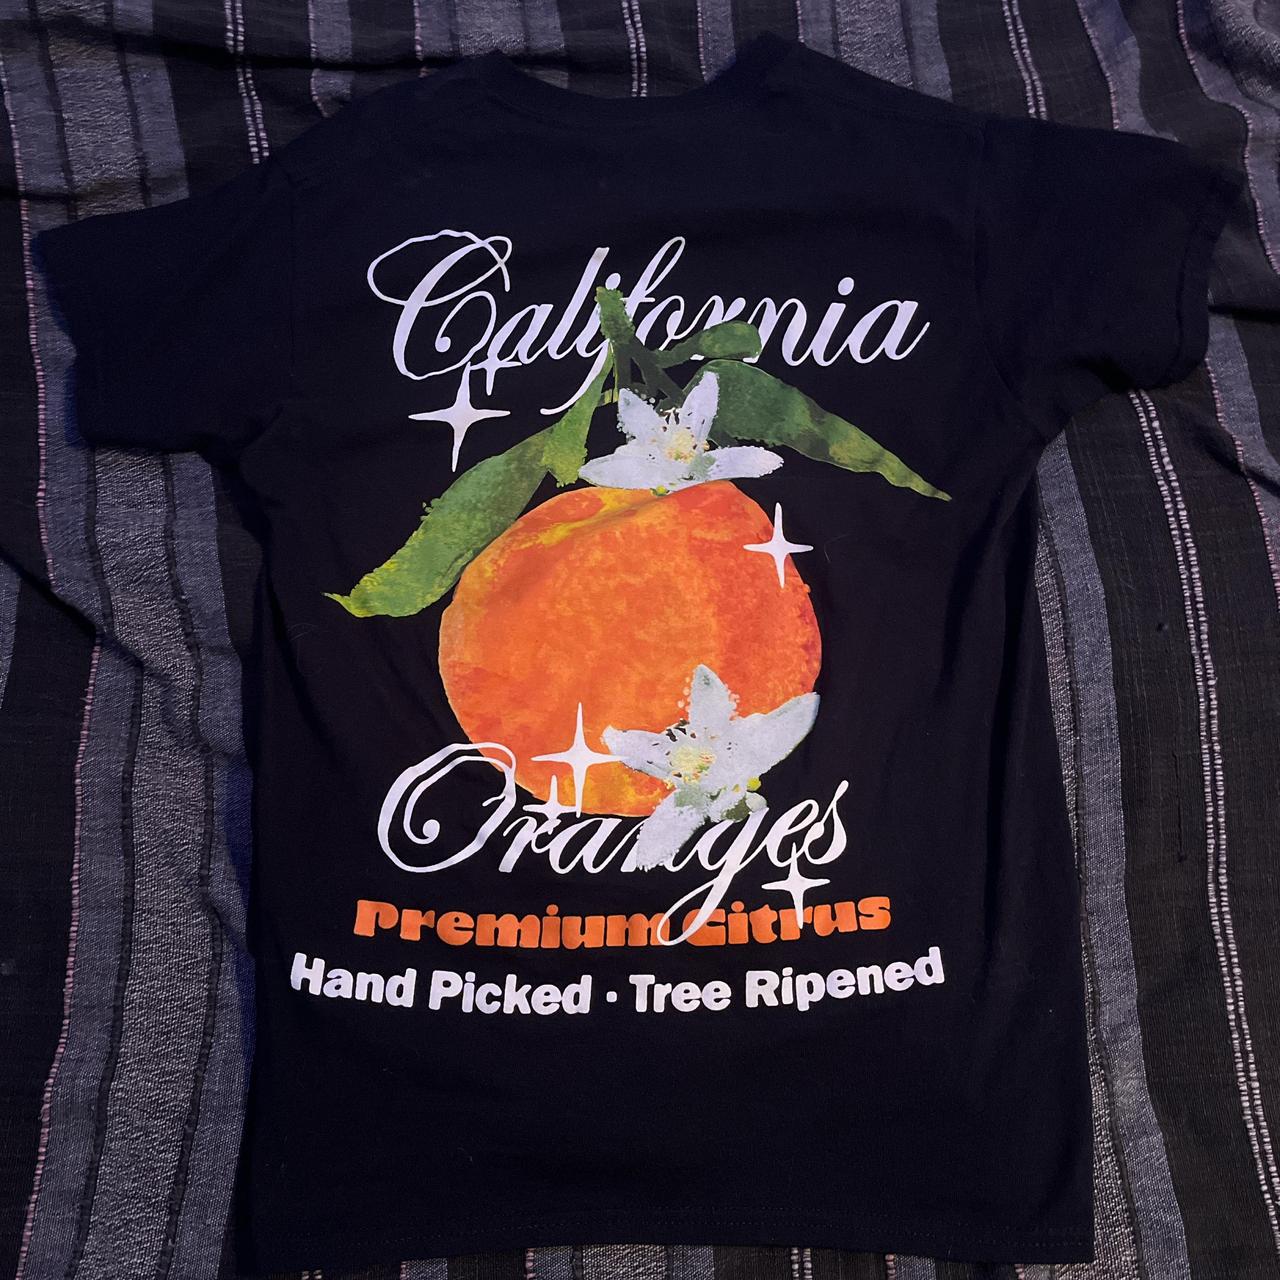 California
Oranges
Premium Citrus
Hand Picked · Tree Ripened